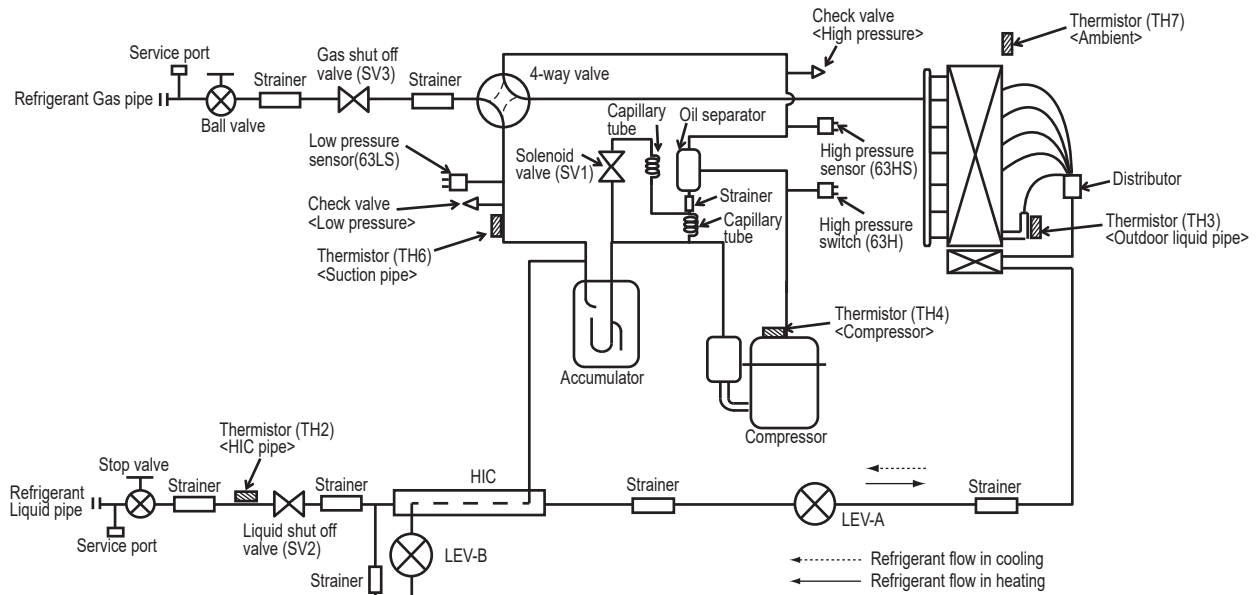 Check valve
<High pressure>
Thermistor (TH7)
<Ambient>
Service port
Gas shut off
valve (SV3)
Strainer
Strainer
4-way valve
Refrigerant Gas pipe
Ball valve
Capillary
tube
Oil separator
Low pressure
sensor(63LS)
Solenoid
valve (SV1)
High pressure
sensor (63HS)
Distributor
Check valve
<Low pressure>
Strainer
Capillary
tube
High pressure
switch (63H)
Thermistor (TH3)
<Outdoor liquid pipe>
Thermistor (TH6)
<Suction pipe>
Thermistor (TH4)
<Compressor>
Accumulator
Compressor
Thermistor (TH2)
<HIC pipe>
Stop valve
Strainer
Strainer
HIC
Strainer
Strainer
Refrigerant
Liquid pipe
LEV-A
Service port
Liquid shut off
valve (SV2)
LEV-B
Refrigerant flow in cooling
Strainer
Refrigerant flow in heating